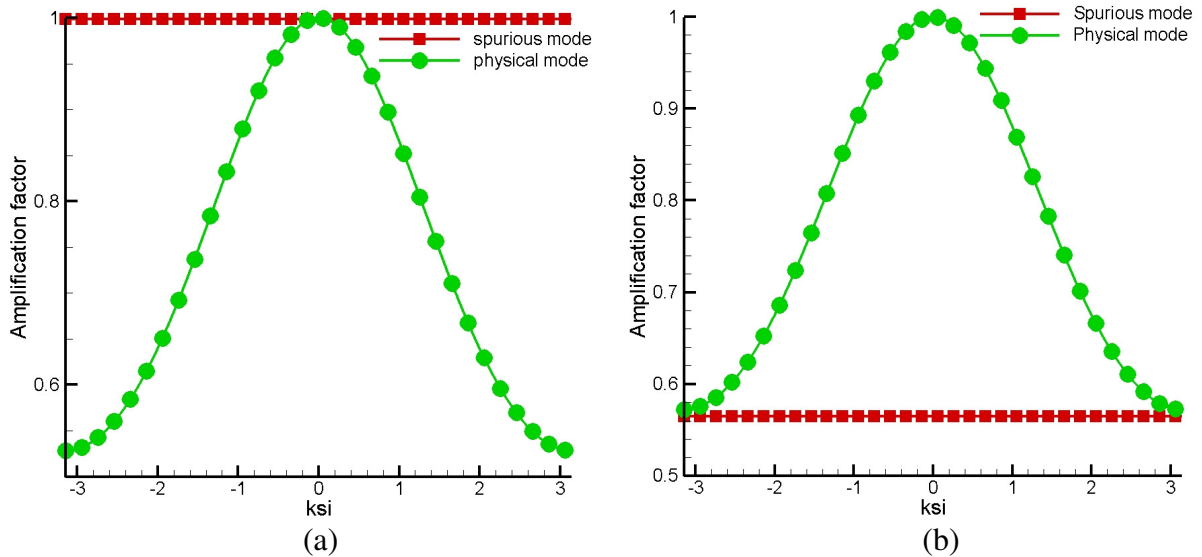 1
0.8
0.6
Amplification factor
spurious mode
physical mode
-3 -2 -1 0 1 2 3
ksi
(a)
1
0.9
0.8
0.7
0.6
0.5
Amplification factor
Spurious mode
Physical mode
-3 -2 -1 0 1 2 3
ksi
(b)